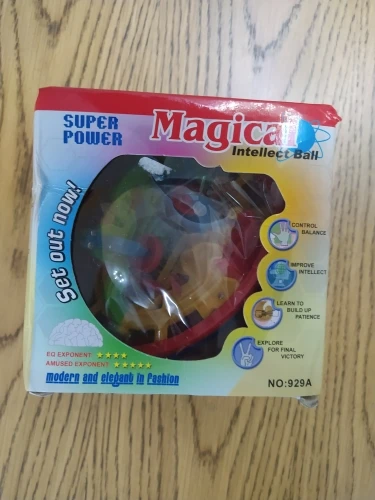 SUPER
POWER
Magical
Intellect Ball
Set out now!
CONTROL
BALANCE
IMPROVE
INTELLECT
LEARN TO
BUILD UP
PATIENCE
EXPLORE
FOR FINAL
VICTORY
EQ EXPONENT ★★★★
AMUSED EXPONENT ★★★★★
modern and elegant in fashion
NO:929A